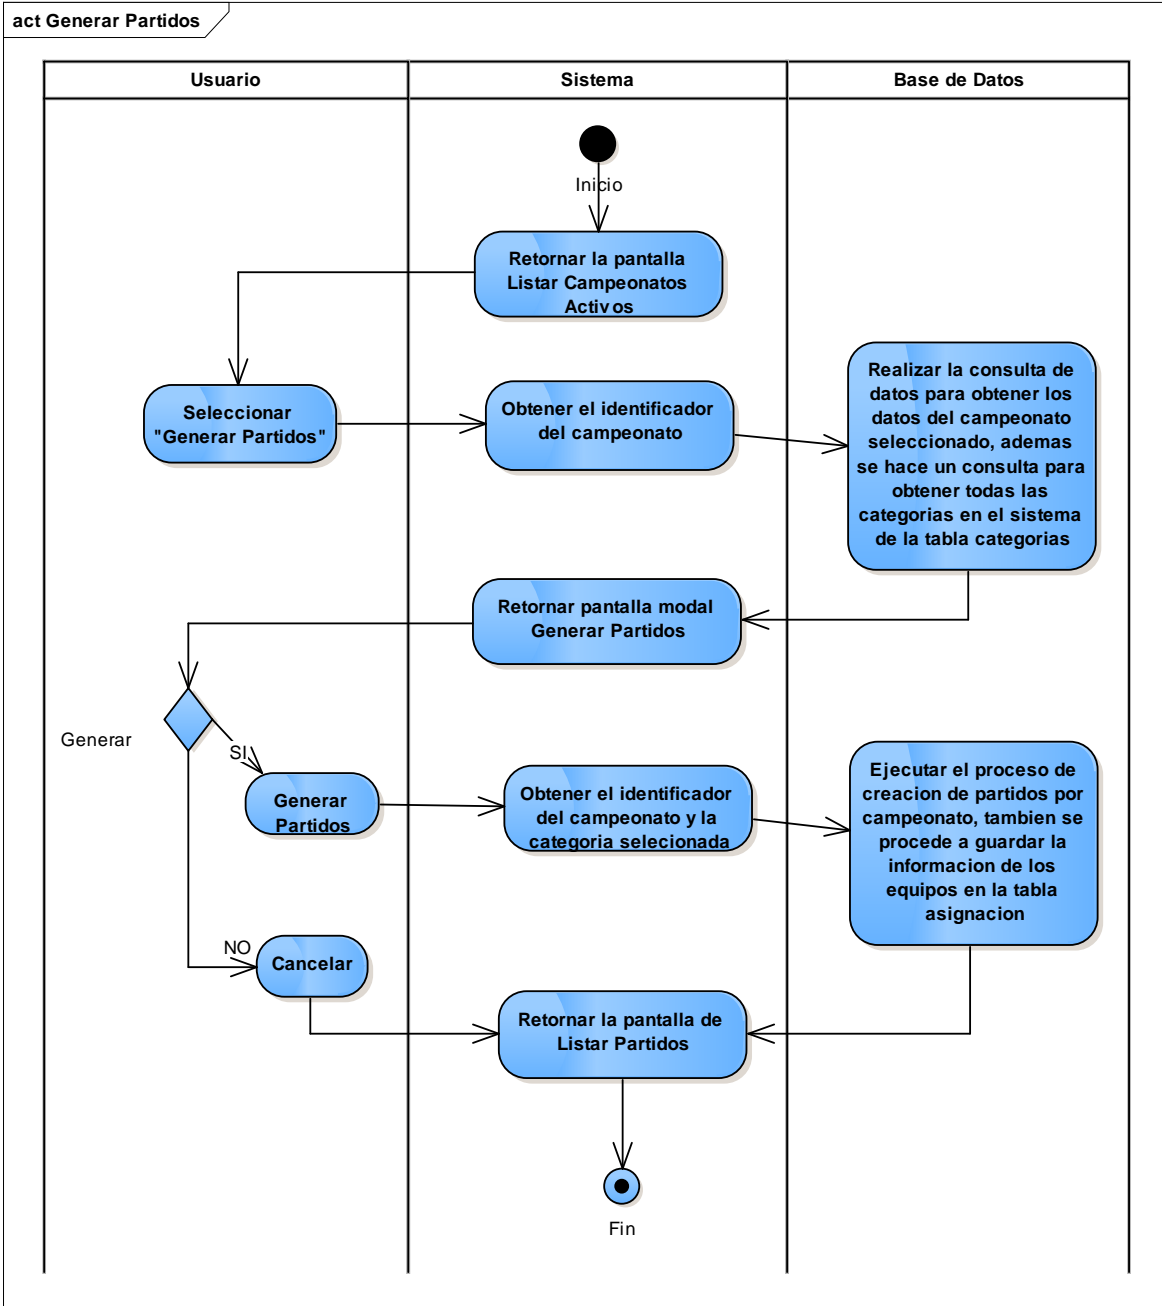 act Generar Partidos
Usuario
Sistema
Base de Datos
Inicio
Retornar la pantalla
Listar Campeonatos
Activos
Seleccionar
"Generar Partidos"
Obtener el identificador
del campeonato
Realizar la consulta de
datos para obtener los
datos del campeonato
seleccionado, ademas
se hace un consulta para
obtener todas las
categorias en el sistema
de la tabla categorias
Retornar pantalla modal
Generar Partidos
Generar
SI
Generar
Partidos
Obtener el identificador
del campeonato y la
categoria selecionada
Ejecutar el proceso de
creacion de partidos por
campeonato, tambien se
procede a guardar la
informacion de los
equipos en la tabla
asignacion
NO
Cancelar
Retornar la pantalla de
Listar Partidos
Fin